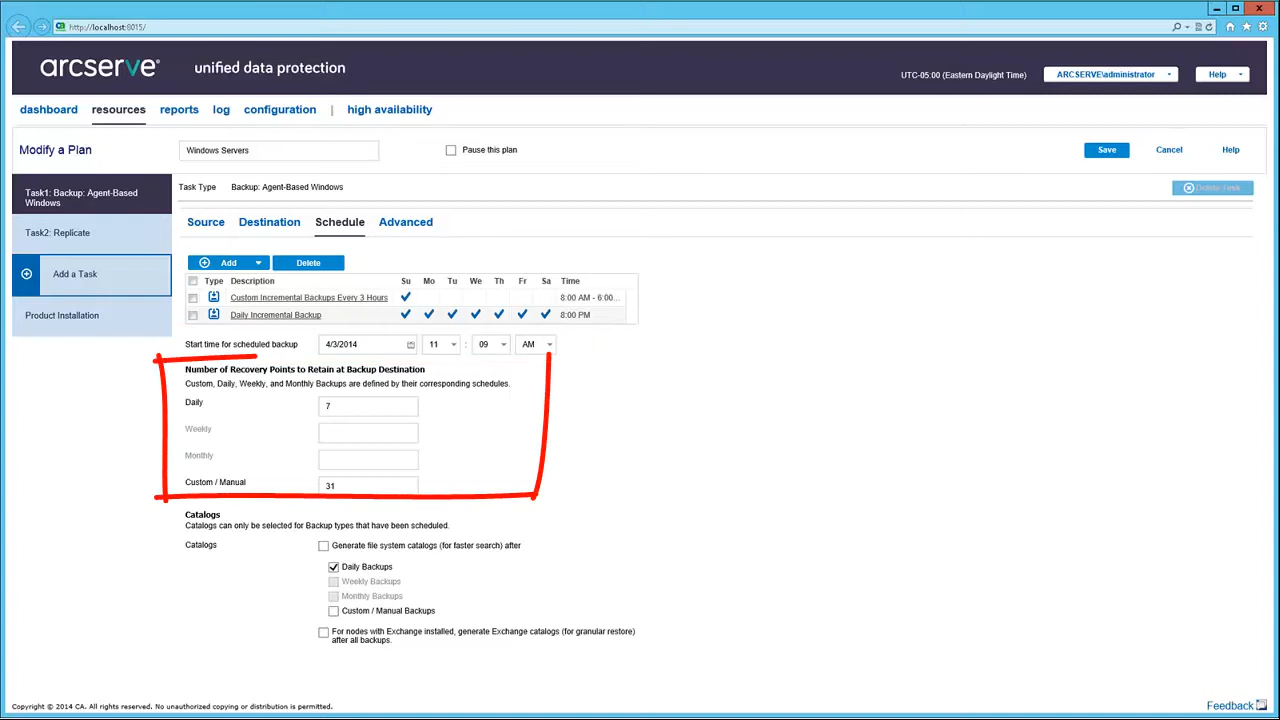 http://localhost:8015/
arcserve® unified data protection
UTC-05:00 (Eastern Daylight Time) ARCSERVE\administrator Help
dashboard resources reports log configuration | high availability
Modify a Plan Windows Servers Pause this plan Save Cancel Help
Task1: Backup: Agent-Based Windows
Task2: Replicate
Add a Task
Product Installation
Task Type Backup: Agent-Based Windows Delete Task
Source Destination Schedule Advanced
Add Delete
Type Description Su Mo Tu We Th Fr Sa Time
Custom Incremental Backups Every 3 Hours 8:00 AM - 6:00...
Daily Incremental Backup 8:00 PM
Start time for scheduled backup 4/3/2014 11 : 09 AM
Number of Recovery Points to Retain at Backup Destination
Custom, Daily, Weekly, and Monthly Backups are defined by their corresponding schedules.
Daily 7
Weekly
Monthly
Custom / Manual 31
Catalogs
Catalogs can only be selected for Backup types that have been scheduled.
Catalogs Generate file system catalogs (for faster search) after
Daily Backups
Weekly Backups
Monthly Backups
Custom / Manual Backups
For nodes with Exchange installed, generate Exchange catalogs (for granular restore)
after all backups.
Copyright © 2014 CA. All rights reserved. No unauthorized copying or distribution is permitted. Feedback